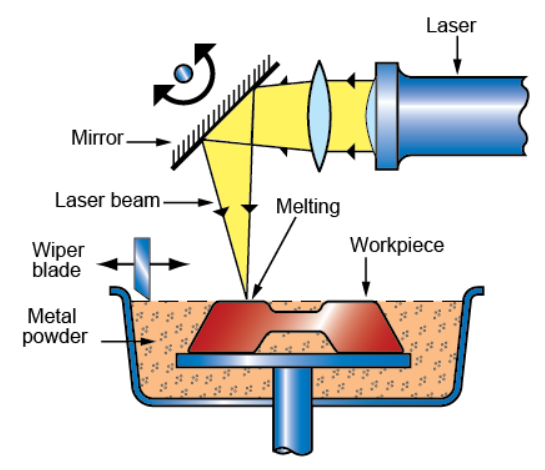 Laser
Mirror
Laser beam
Melting
Wiper
blade
Workpiece
Metal
powder